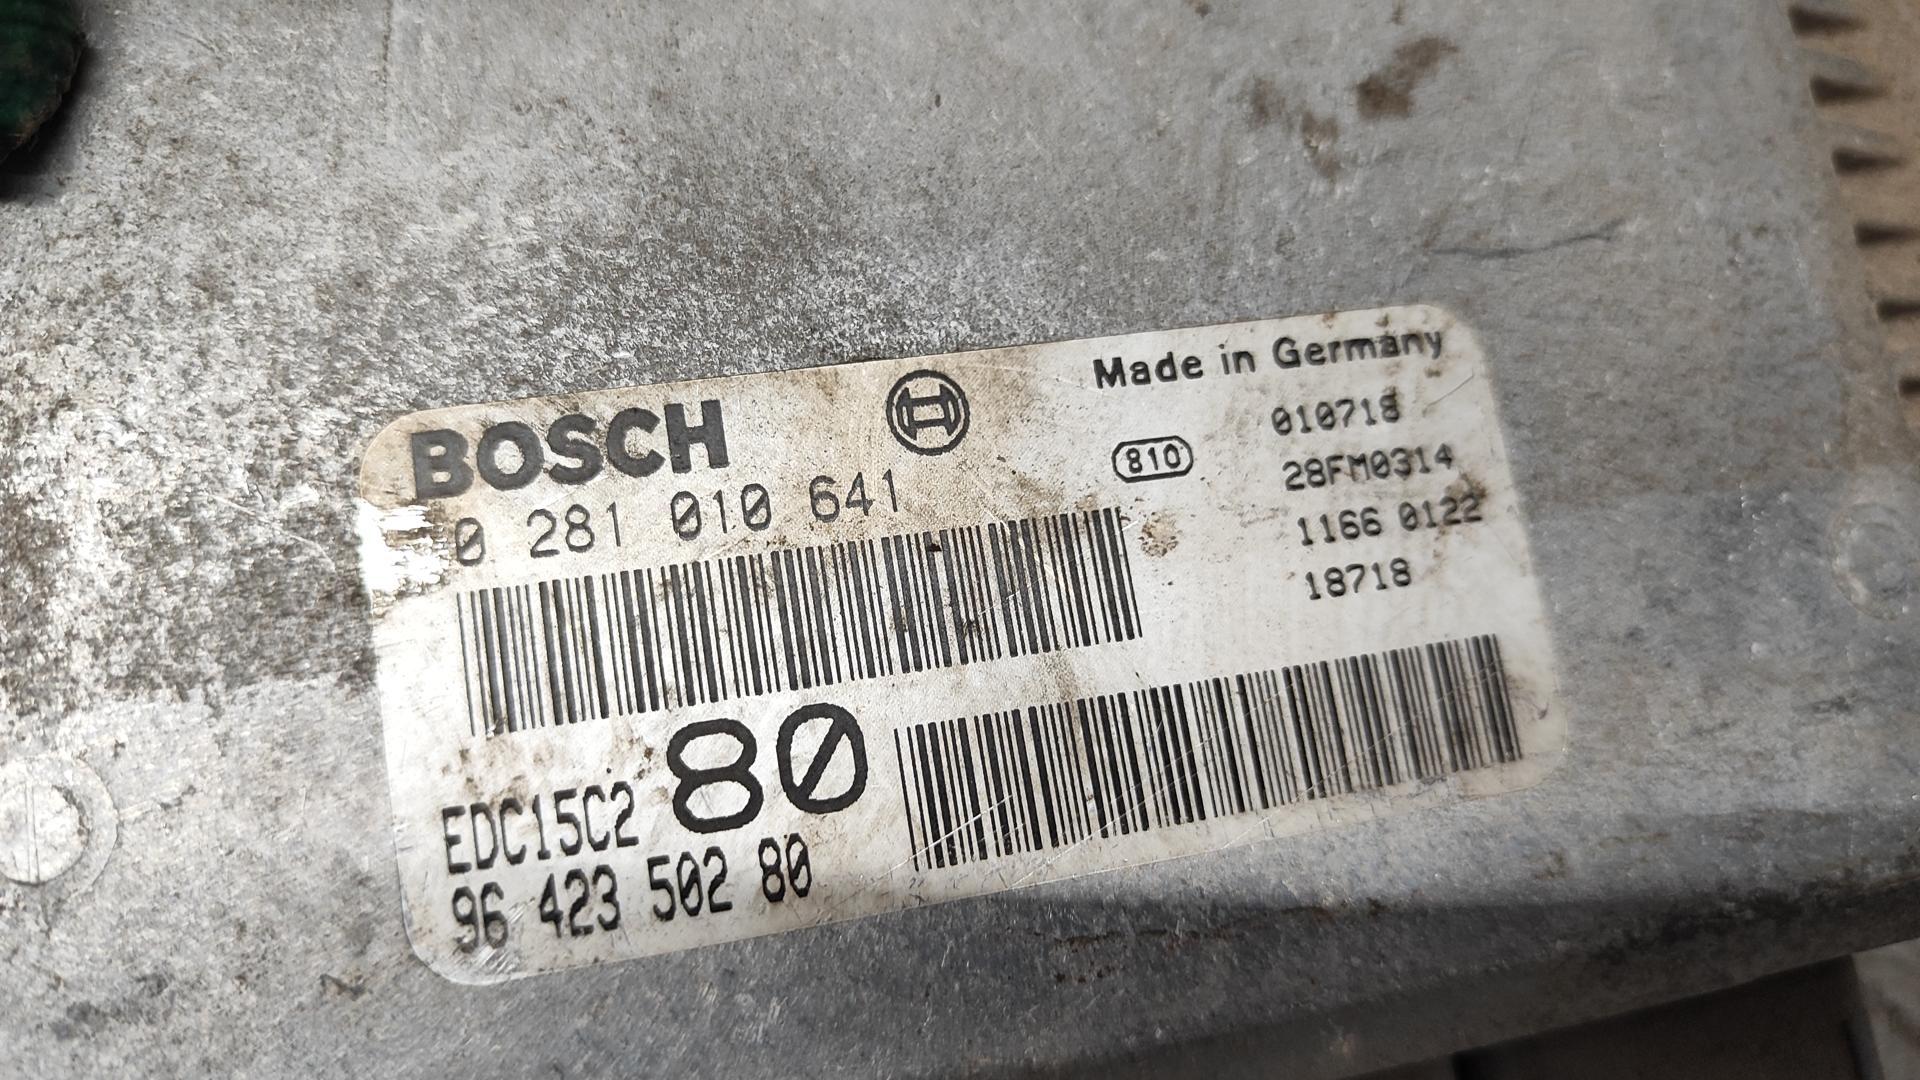 BOSCH
Made in Germany
0 281 010 641
810
010718
28FM0314
1166 0122
18718
EDC15C2
80
96 423 502 80